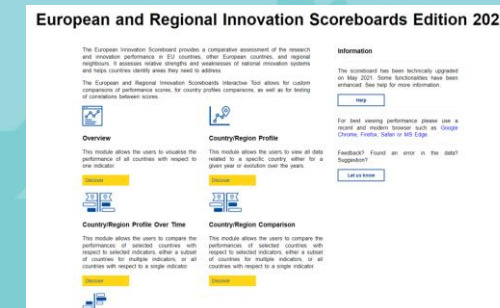 European and Regional Innovation Scoreboards Edition 202
The European Innovation Scoreboard provides a comparative assessment of the research
and innovation performance in EU countries, other European countries, and regional
neighbours. It assesses relative strengths and weaknesses of national innovation systems
and helps countries identify areas they need to address.
The European and Regional Innovation Scoreboards Interactive Tool allows for custom
comparisons of performance scores, for country profiles comparisons, as well as for testing
of correlations between scores.
Overview
This module allows the users to visualise the
performance of all countries with respect to
one indicator.
Discover
Country/Region Profile
This module allows the users to view all data
related to a specific country, either for a
given year or evolution over the years.
Discover
Country/Region Profile Over Time
This module allows the users to compare the
performances of selected countries with
respect to selected indicators, either a subset
of countries for multiple indicators, or all
countries with respect to a single indicator.
Discover
Country/Region Comparison
This module allows the users to compare the
performances of selected countries with
respect to selected indicators, either a subset
of countries for multiple indicators, or all
countries with respect to a single indicator.
Discover
Information
The scoreboard has been technically upgraded
on May 2021. Some functionalities have been
enhanced. See help for more information.
Help
For best viewing performance please use a
recent and modern browser such as Google
Chrome, Firefox, Safari or MS Edge.
Feedback? Found an error in the data?
Suggestion?
Let us know